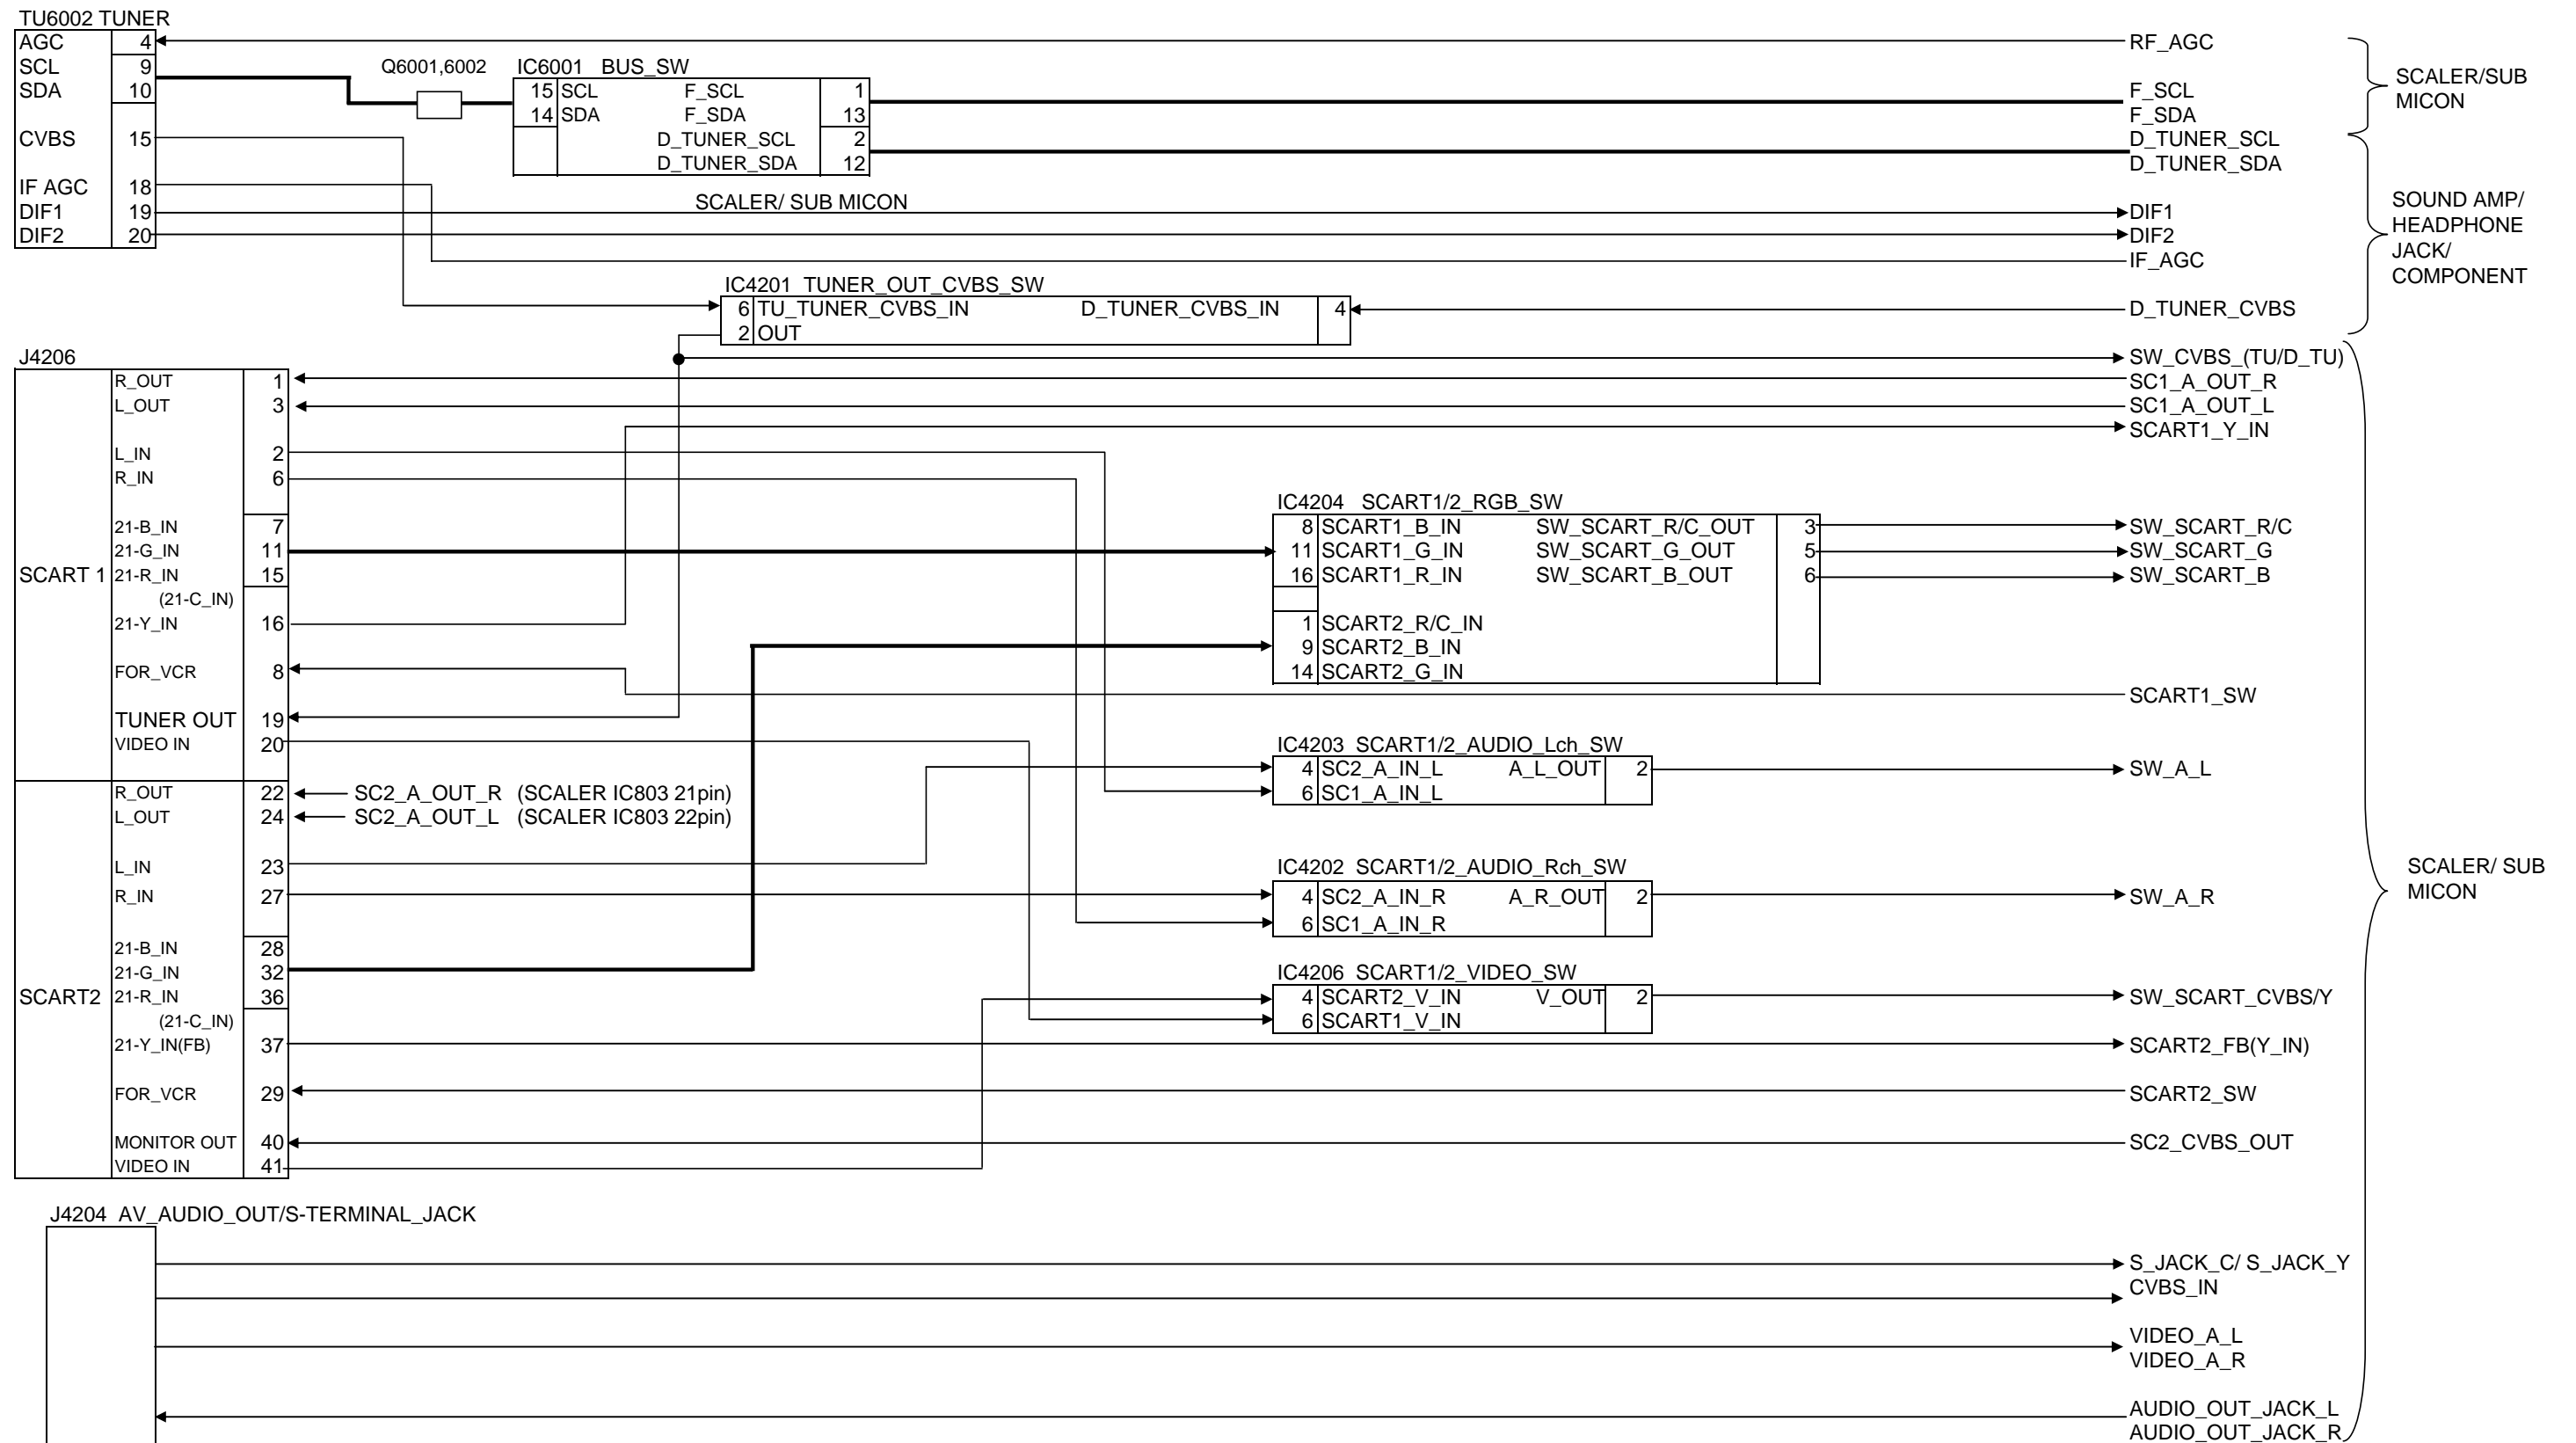 TU6002 TUNER
AGC 4
SCL 9
SDA 10
CVBS 15
IF AGC 18
DIF1 19
DIF2 20
Q6001,6002
IC6001 BUS_SW
15 SCL F_SCL 1
14 SDA F_SDA 13
D_TUNER_SCL 2
D_TUNER_SDA 12
SCALER/ SUB MICON
RF_AGC
F_SCL
F_SDA
D_TUNER_SCL
D_TUNER_SDA
DIF1
DIF2
IF_AGC
D_TUNER_CVBS
SCALER/SUB
MICON
SOUND AMP/
HEADPHONE
JACK/
COMPONENT
IC4201 TUNER_OUT_CVBS_SW
6 TU_TUNER_CVBS_IN D_TUNER_CVBS_IN 4
2 OUT
J4206
SCART 1
R_OUT 1
L_OUT 3
L_IN 2
R_IN 6
21-B_IN 7
21-G_IN 11
21-R_IN 15
(21-C_IN)
21-Y_IN 16
FOR_VCR 8
TUNER OUT 19
VIDEO IN 20
SCART2
R_OUT 22
L_OUT 24
L_IN 23
R_IN 27
21-B_IN 28
21-G_IN 32
21-R_IN 36
(21-C_IN)
21-Y_IN(FB) 37
FOR_VCR 29
MONITOR OUT 40
VIDEO IN 41
SC2_A_OUT_R (SCALER IC803 21pin)
SC2_A_OUT_L (SCALER IC803 22pin)
IC4204 SCART1/2_RGB_SW
8 SCART1_B_IN SW_SCART_R/C_OUT 3
11 SCART1_G_IN SW_SCART_G_OUT 5
16 SCART1_R_IN SW_SCART_B_OUT 6
1 SCART2_R/C_IN
9 SCART2_B_IN
14 SCART2_G_IN
IC4203 SCART1/2_AUDIO_Lch_SW
4 SC2_A_IN_L A_L_OUT 2
6 SC1_A_IN_L
IC4202 SCART1/2_AUDIO_Rch_SW
4 SC2_A_IN_R A_R_OUT 2
6 SC1_A_IN_R
IC4206 SCART1/2_VIDEO_SW
4 SCART2_V_IN V_OUT 2
6 SCART1_V_IN
SW_CVBS_(TU/D_TU)
SC1_A_OUT_R
SC1_A_OUT_L
SCART1_Y_IN
SW_SCART_R/C
SW_SCART_G
SW_SCART_B
SCART1_SW
SW_A_L
SW_A_R
SW_SCART_CVBS/Y
SCART2_FB(Y_IN)
SCART2_SW
SC2_CVBS_OUT
SCALER/ SUB
MICON
J4204 AV_AUDIO_OUT/S-TERMINAL_JACK
S_JACK_C/ S_JACK_Y
CVBS_IN
VIDEO_A_L
VIDEO_A_R
AUDIO_OUT_JACK_L
AUDIO_OUT_JACK_R